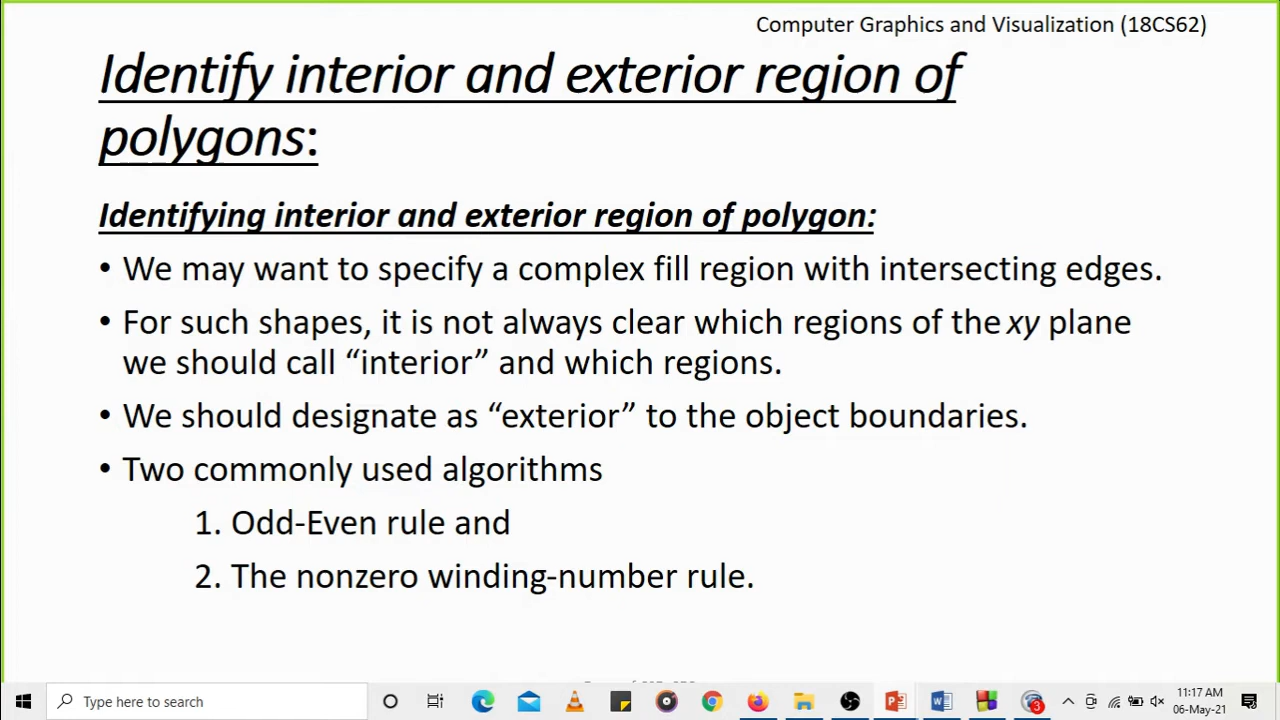 Computer Graphics and Visualization (18CS62)
Identify interior and exterior region of
polygons:
Identifying interior and exterior region of polygon:
• We may want to specify a complex fill region with intersecting edges.
• For such shapes, it is not always clear which regions of the xy plane
we should call “interior” and which regions.
• We should designate as “exterior” to the object boundaries.
• Two commonly used algorithms
1. Odd-Even rule and
2. The nonzero winding-number rule.
Type here to search
3
11:17 AM
06-May-21